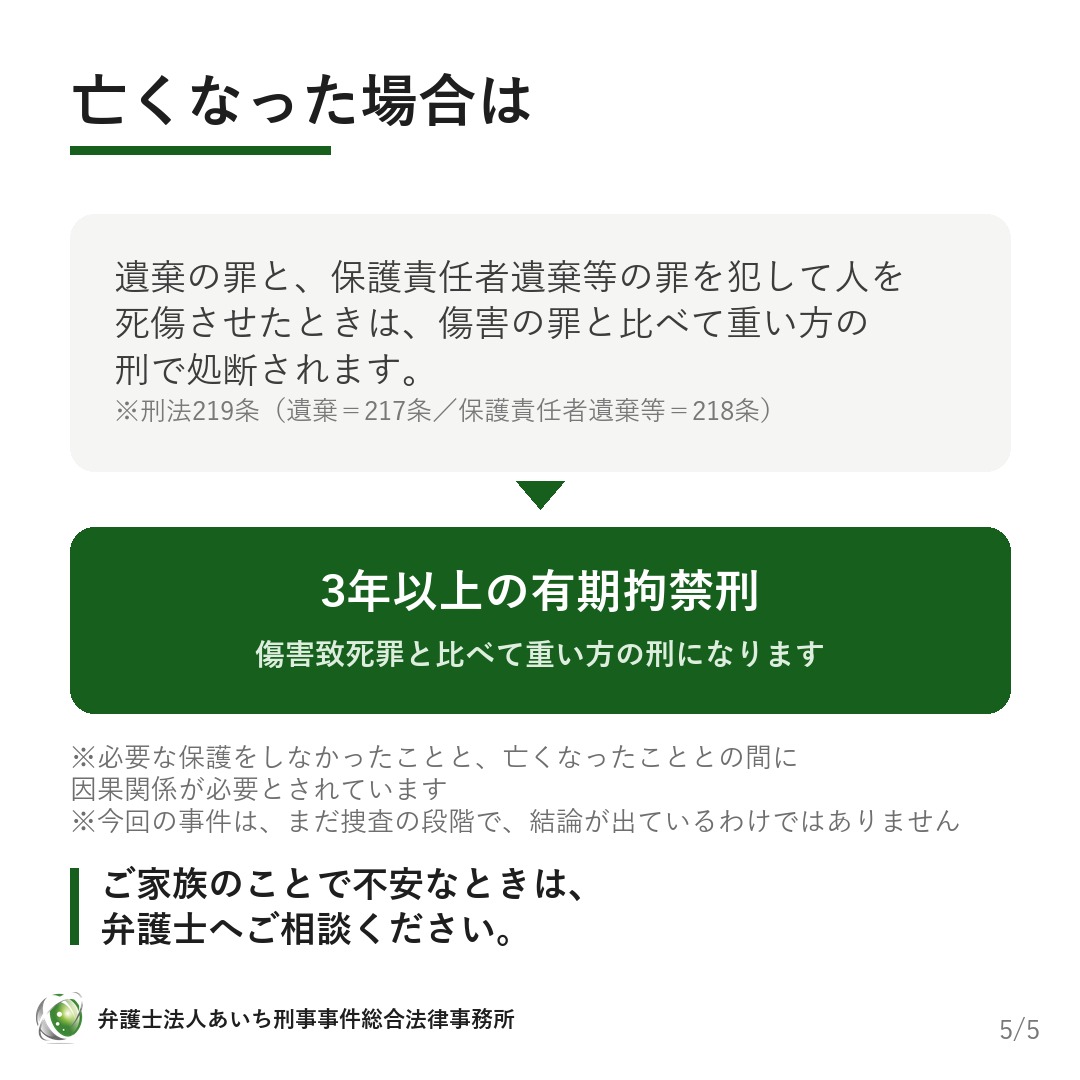 亡くなった場合は
遺棄の罪と、保護責任者遺棄等の罪を犯して人を
死傷させたときは、傷害の罪と比べて重い方の
刑で処断されます。
※刑法219条（遺棄＝217条／保護責任者遺棄等＝218条）
3年以上の有期拘禁刑
傷害致死罪と比べて重い方の刑になります
※必要な保護をしなかったことと、亡くなったこととの間に
因果関係が必要とされています
※今回の事件は、まだ捜査の段階で、結論が出ているわけではありません
ご家族のことで不安なときは、
弁護士へご相談ください。
弁護士法人あいち刑事事件総合法律事務所
5/5